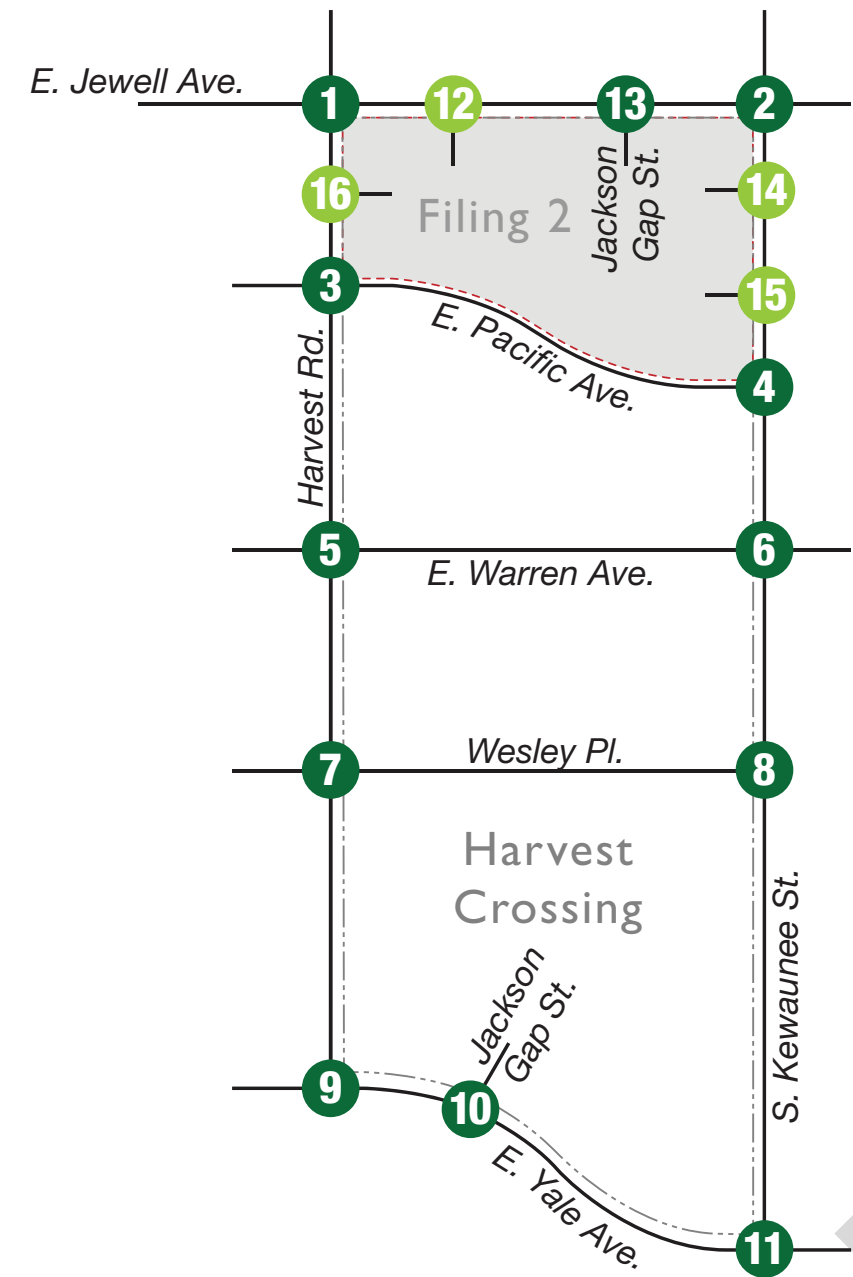 E. Jewell Ave.
1
12
13
2
Jackson
Gap St.
16
14
Filing 2
3
15
E. Pacific Ave.
4
Harvest Rd.
5
6
E. Warren Ave.
Wesley Pl.
7
8
Harvest
Crossing
S. Kewaunee St.
Jackson
Gap St.
9
10
E. Yale Ave.
11